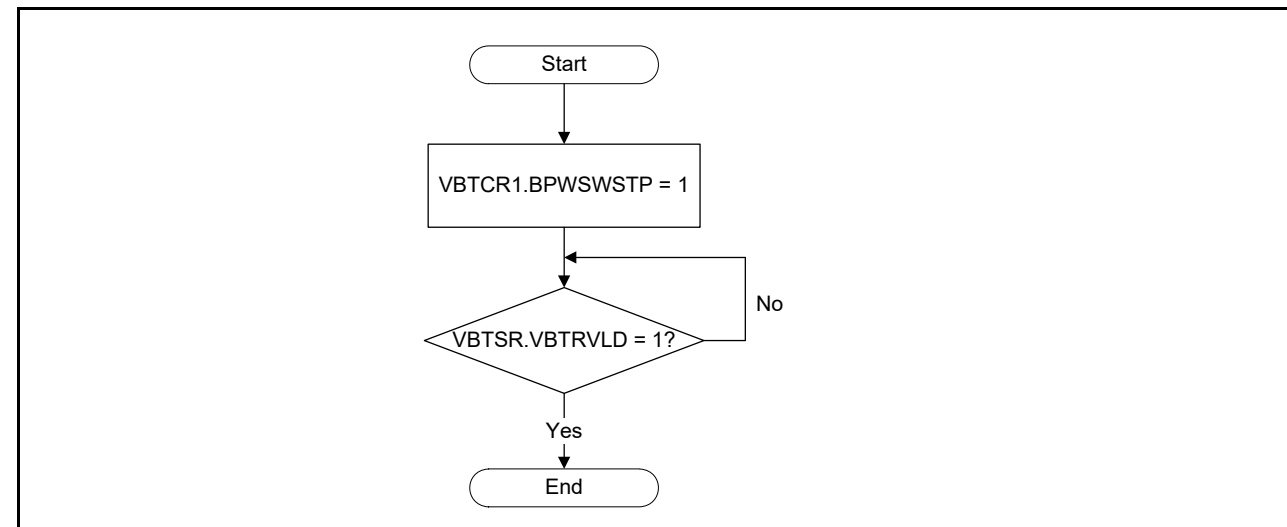 Start
VBTCR1.BPWSWSTP = 1
No
VBTSR.VBTRVLD = 1?
Yes
End